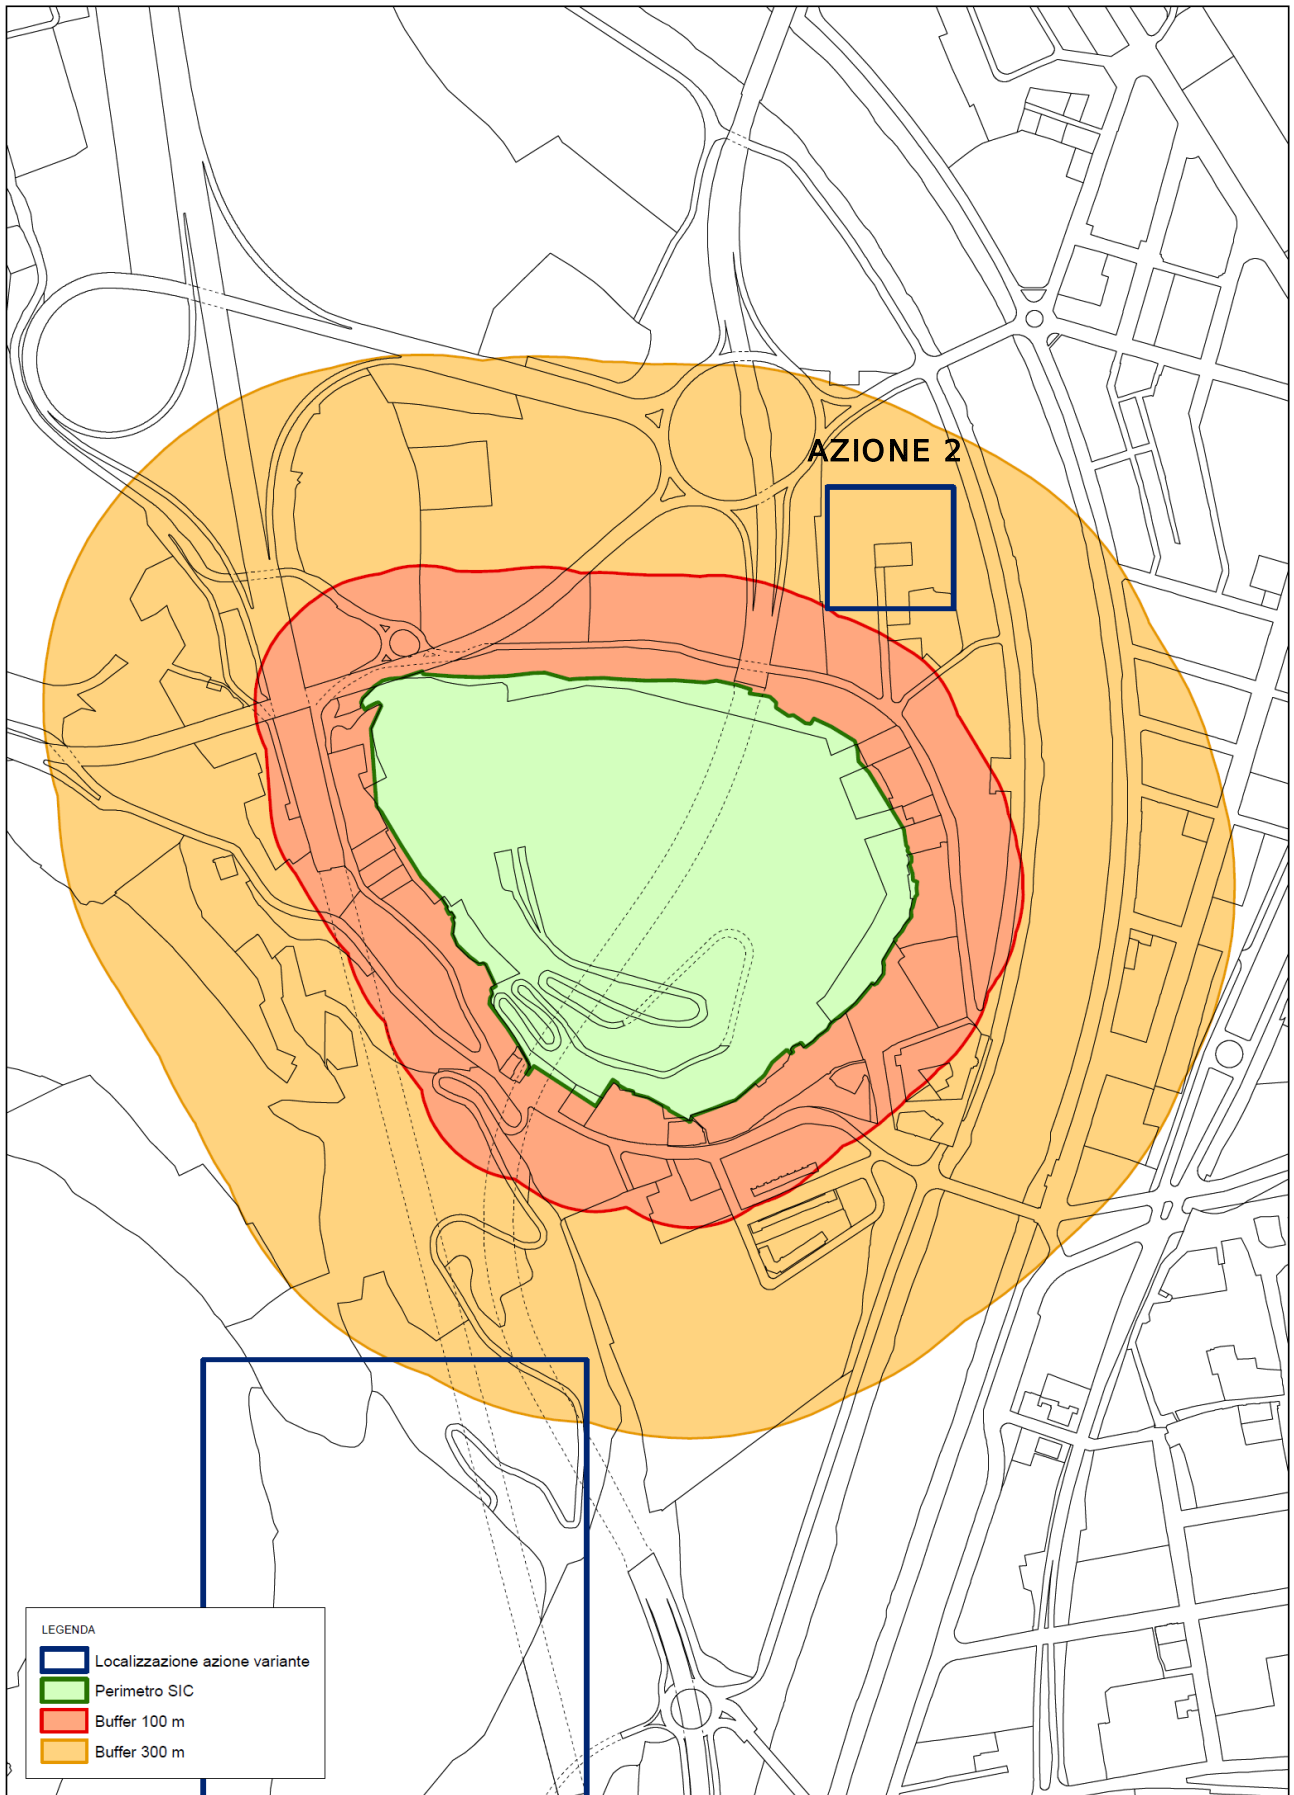 AZIONE 2
LEGENDA
Localizzazione azione variante
Perimetro SIC
Buffer 100 m
Buffer 300 m